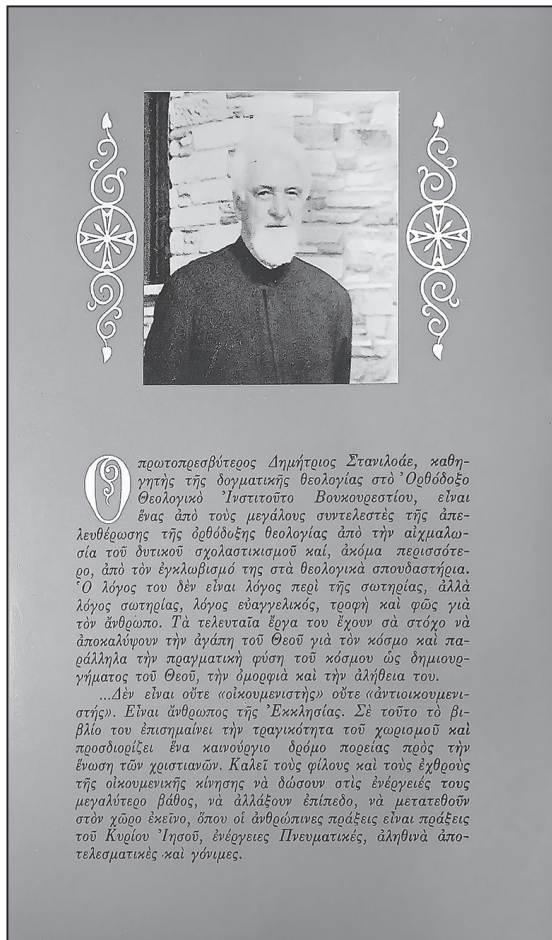 Ὁ πρωτοπρεσβύτερος Δημήτριος Στανιλοάε, καθη-
γητὴς τῆς δογματικῆς θεολογίας στὸ Ὀρθόδοξο
Θεολογικὸ Ἰνστιτοῦτο Βουκουρεστίου, εἶναι
ἕνας ἀπὸ τοὺς μεγάλους συντελεστὲς τῆς ἀπε-
λευθέρωσης τῆς ὀρθόδοξης θεολογίας ἀπὸ τὴν αἰχμαλω-
σία τοῦ δυτικοῦ σχολαστικισμοῦ καί, ἀκόμα περισσότε-
ρο, ἀπὸ τὸν ἐγκλωβισμό της στὰ θεολογικὰ σπουδαστήρια.
Ὁ λόγος του δὲν εἶναι λόγος περὶ τῆς σωτηρίας, ἀλλὰ
λόγος σωτηρίας, λόγος εὐαγγελικός, τροφὴ καὶ φῶς γιὰ
τὸν ἄνθρωπο. Τὰ τελευταῖα ἔργα του ἔχουν σὰ στόχο νὰ
ἀποκαλύψουν τὴν ἀγάπη τοῦ Θεοῦ γιὰ τὸν κόσμο καὶ πα-
ράλληλα τὴν πραγματικὴ φύση τοῦ κόσμου ὡς δημιουρ-
γήματος τοῦ Θεοῦ, τὴν ὀμορφιὰ καὶ τὴν ἀλήθεια του.
...Δὲν εἶναι οὔτε «οἰκουμενιστὴς» οὔτε «ἀντιοικουμενι-
στής». Εἶναι ἄνθρωπος τῆς Ἐκκλησίας. Σὲ τοῦτο τὸ βι-
βλίο του ἐπισημαίνει τὴν τραγικότητα τοῦ χωρισμοῦ καὶ
προσδιορίζει ἕνα καινούργιο δρόμο πορείας πρὸς τὴν
ἕνωση τῶν χριστιανῶν. Καλεῖ τοὺς φίλους καὶ τοὺς ἐχθροὺς
τῆς οἰκουμενικῆς κίνησης νὰ δώσουν στὶς ἐνέργειές τους
μεγαλύτερο βάθος, νὰ ἀλλάξουν ἐπίπεδο, νὰ μετατεθοῦν
στὸν χῶρο ἐκεῖνο, ὅπου οἱ ἀνθρώπινες πράξεις εἶναι πράξεις
τοῦ Κυρίου Ἰησοῦ, ἐνέργειες Πνευματικές, ἀληθινὰ ἀπο-
τελεσματικὲς καὶ γόνιμες.